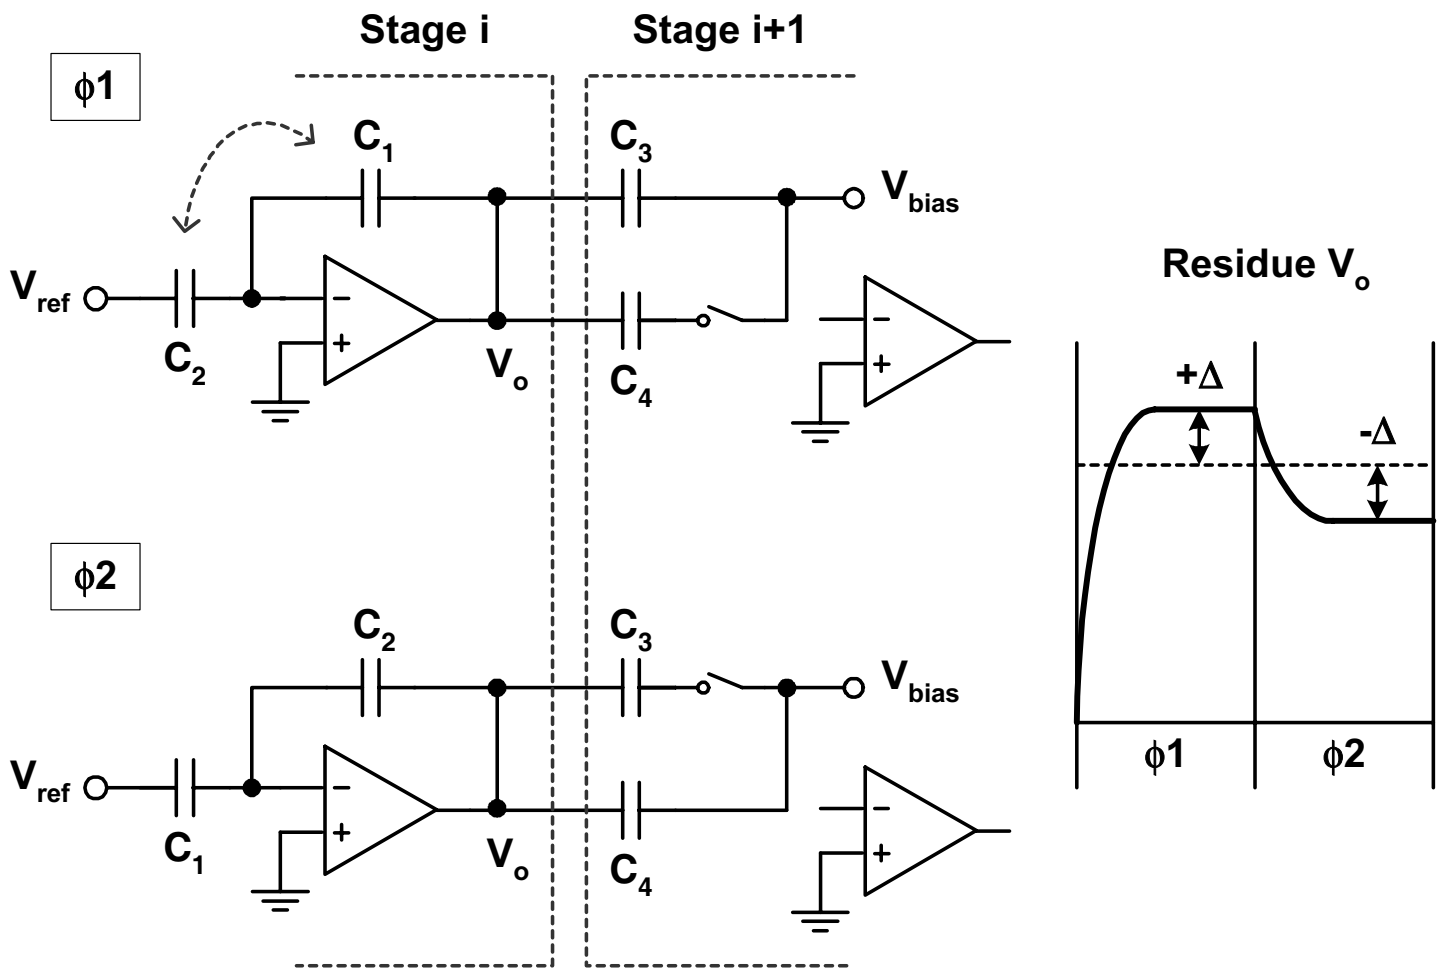 Stage i
Stage i+1
ϕ1
C1
C3
Vbias
Vref
C2
−
+
Vo
C4
−
+
Residue Vo
+Δ
-Δ
ϕ1
ϕ2
ϕ2
C2
C3
Vbias
Vref
C1
−
+
Vo
C4
−
+